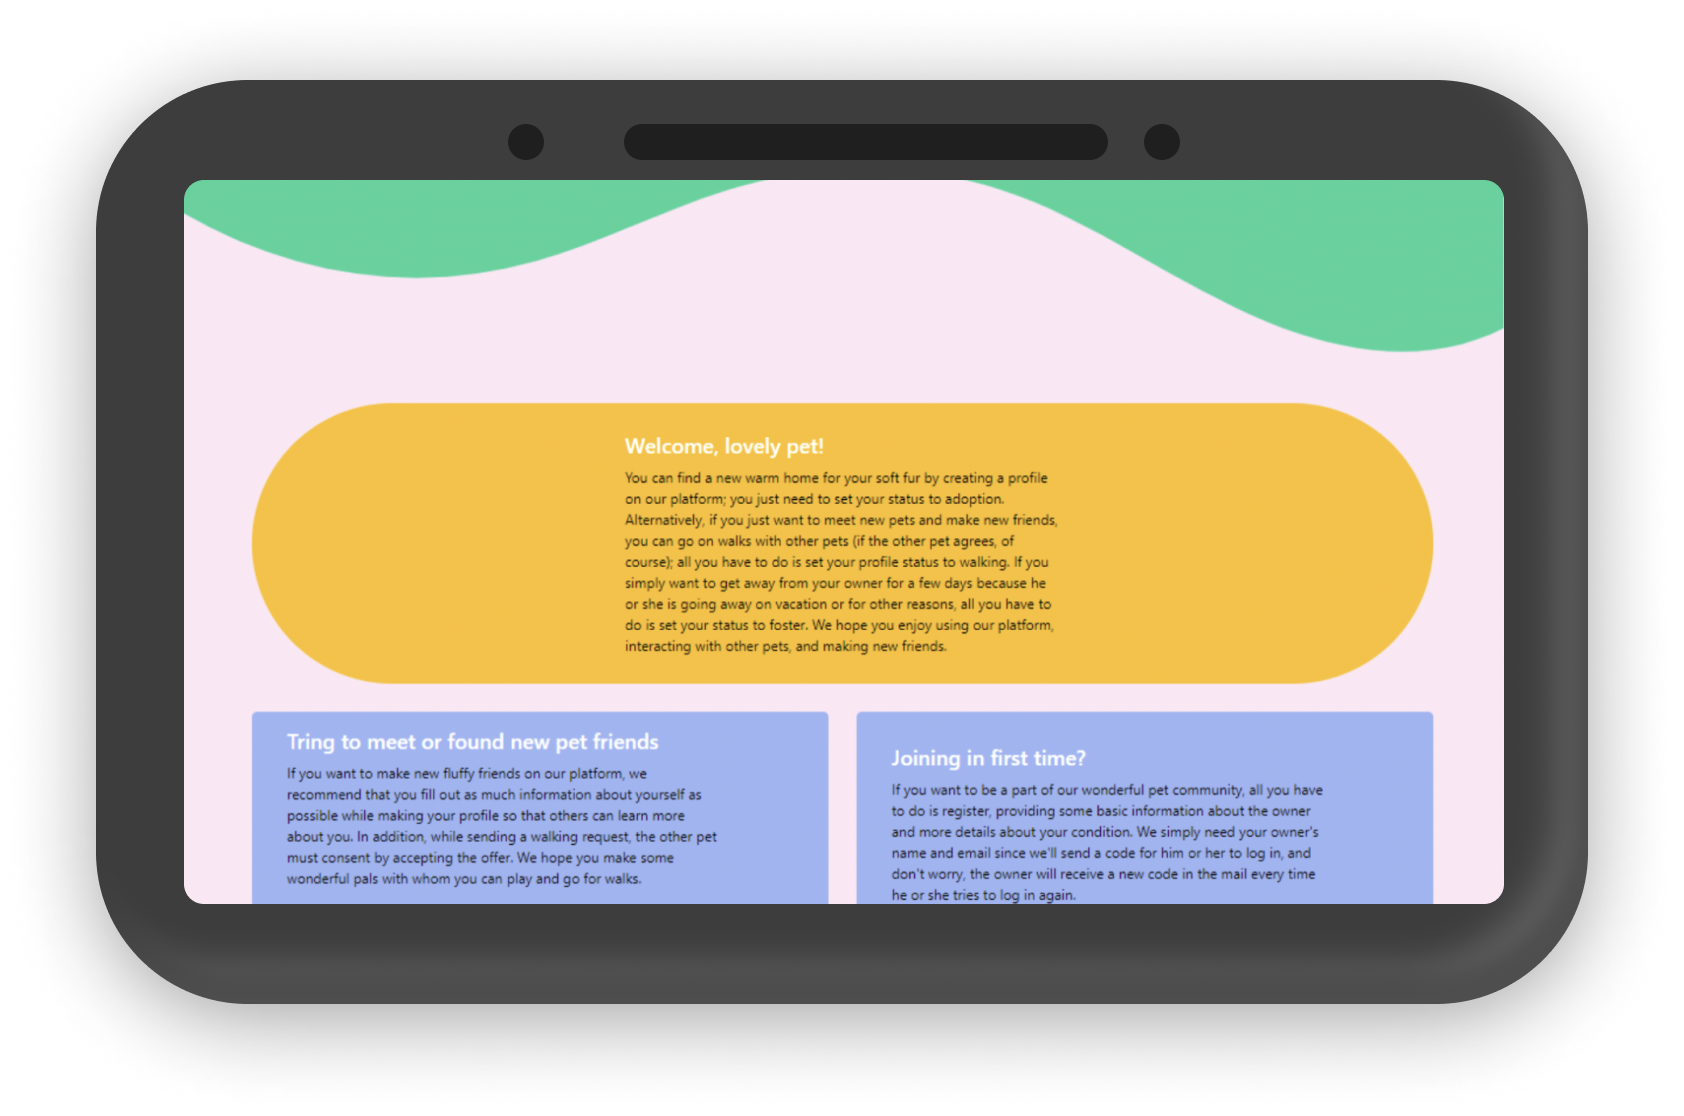 Welcome, lovely pet!
You can find a new warm home for your soft fur by creating a profile
on our platform; you just need to set your status to adoption.
Alternatively, if you just want to meet new pets and make new friends,
you can go on walks with other pets (if the other pet agrees, of
course); all you have to do is set your profile status to walking. If you
simply want to get away from your owner for a few days because he
or she is going away on vacation or for other reasons, all you have to
do is set your status to foster. We hope you enjoy using our platform,
interacting with other pets, and making new friends.
Tring to meet or found new pet friends
If you want to make new fluffy friends on our platform, we
recommend that you fill out as much information about yourself as
possible while making your profile so that others can learn more
about you. In addition, while sending a walking request, the other pet
must consent by accepting the offer. We hope you make some
wonderful pals with whom you can play and go for walks.
Joining in first time?
If you want to be a part of our wonderful pet community, all you have
to do is register, providing some basic information about the owner
and more details about your condition. We simply need your owner's
name and email since we'll send a code for him or her to log in, and
don't worry, the owner will receive a new code in the mail every time
he or she tries to log in again.